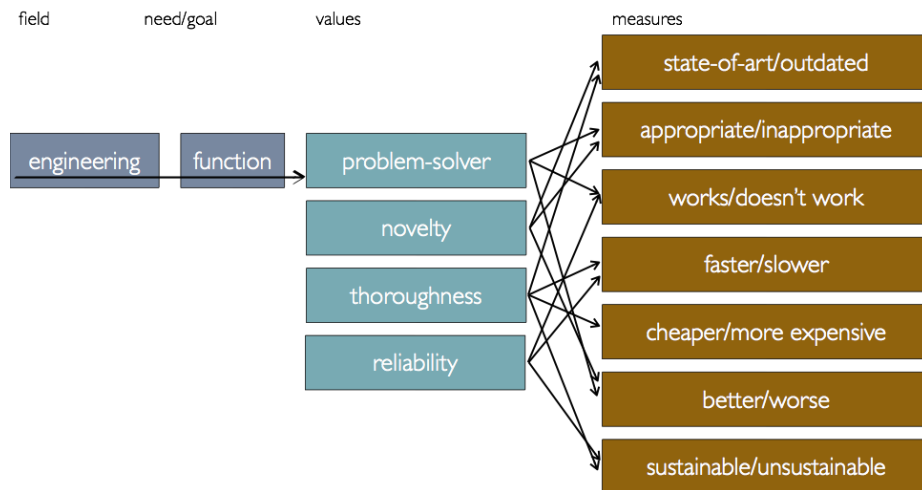 field need/goal values measures
state-of-art/outdated
appropriate/inappropriate
engineering function problem-solver
works/doesn’t work
novelty
faster/slower
thoroughness
cheaper/more expensive
reliability
better/worse
sustainable/unsustainable